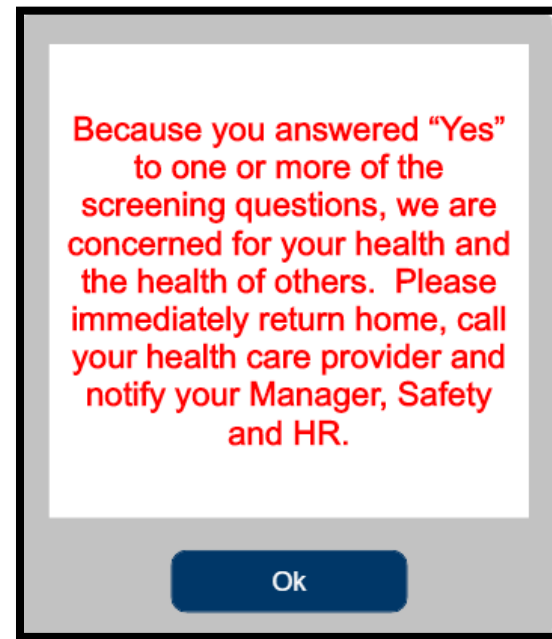 Because you answered “Yes”
to one or more of the
screening questions, we are
concerned for your health and
the health of others.  Please
immediately return home, call
your health care provider and
notify your Manager, Safety
and HR.
Ok